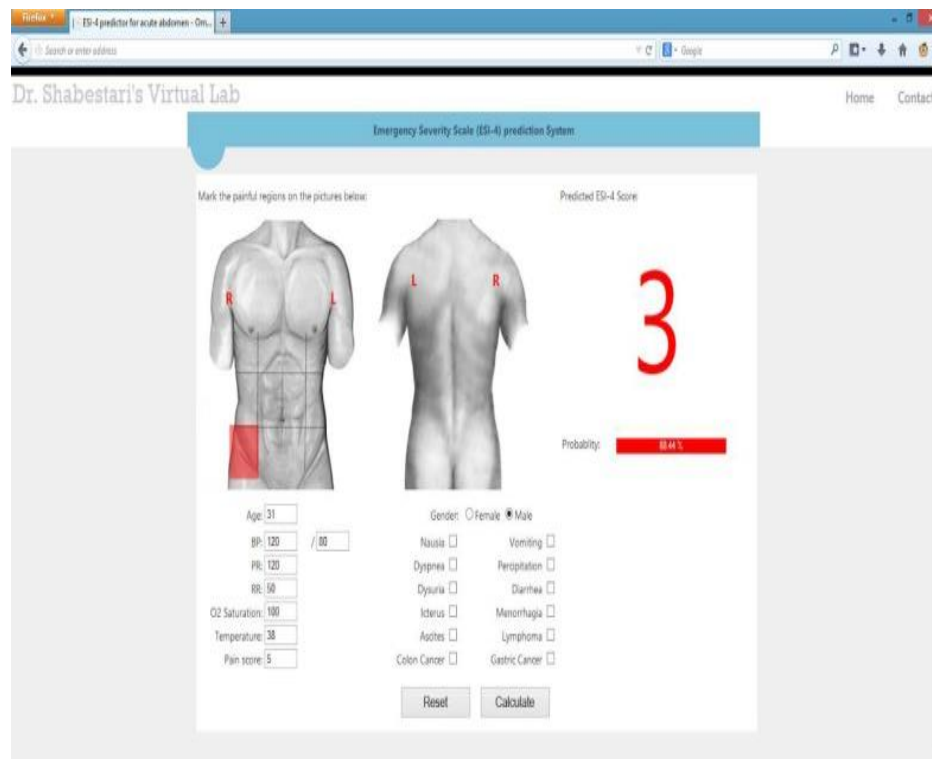 Firefox
ESI-4 predictor for acute abdomen - Om...
+
Search or enter address
Google
Dr. Shabestari's Virtual Lab
Home Contact
Emergency Severity Scale (ESI-4) prediction System
Mark the painful regions on the pictures below:
Predicted ESI-4 Score:
R L
L R
3
Probablity: 88.44 %
Age: 31
Gender: Female Male
BP: 120 / 80
Nausia Vomiting
PR: 120
Dyspnea Percipitation
RR: 50
Dysuria Diarrhea
O2 Saturation: 100
Icterus Menorrhagia
Temperature: 38
Ascites Lymphoma
Pain score: 5
Colon Cancer Gastric Cancer
Reset Calculate